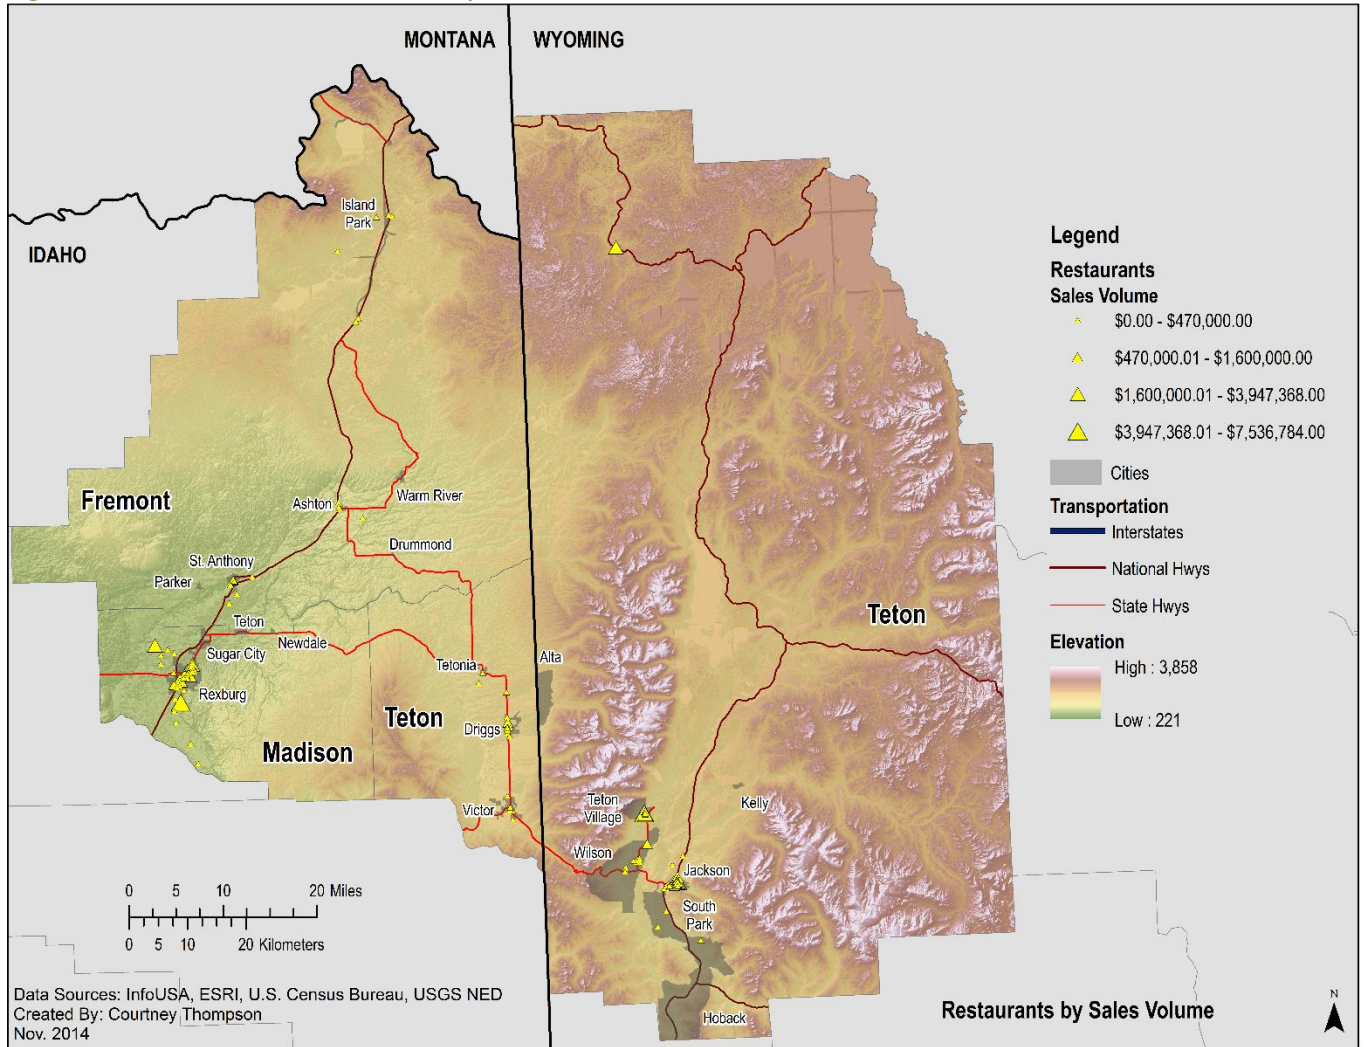 MONTANA
WYOMING
IDAHO
Island
Park
Fremont
Ashton
Warm River
Drummond
St. Anthony
Parker
Teton
Newdale
Sugar City
Rexburg
Tetonia
Alta
Teton
Driggs
Madison
Victor
Teton
Teton
Village
Kelly
Wilson
Jackson
South
Park
Hoback
Legend
Restaurants
Sales Volume
$0.00 - $470,000.00
$470,000.01 - $1,600,000.00
$1,600,000.01 - $3,947,368.00
$3,947,368.01 - $7,536,784.00
Cities
Transportation
Interstates
National Hwys
State Hwys
Elevation
High : 3,858
Low : 221
0 5 10 20 Miles
0 5 10 20 Kilometers
Data Sources: InfoUSA, ESRI, U.S. Census Bureau, USGS NED
Created By: Courtney Thompson
Nov. 2014
Restaurants by Sales Volume
N